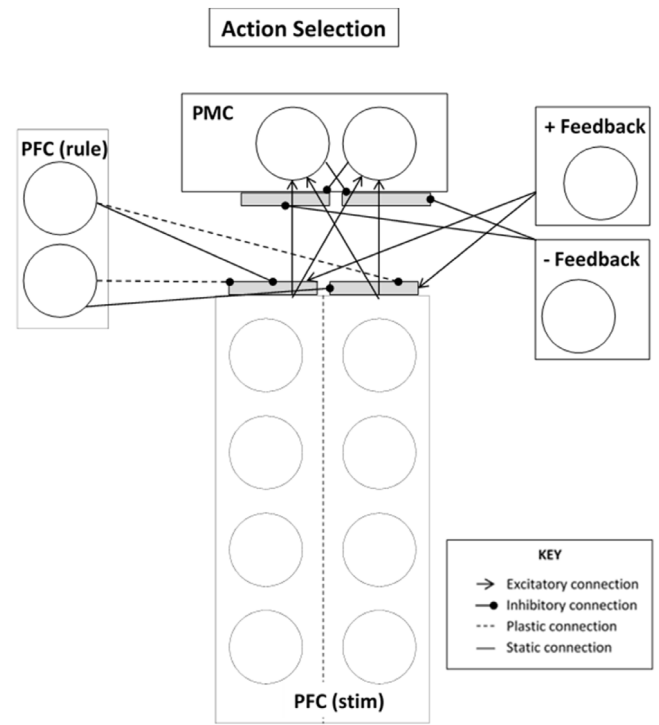 Action Selection
PMC
PFC (rule)
+ Feedback
- Feedback
KEY
Excitatory connection
Inhibitory connection
Plastic connection
Static connection
PFC (stim)